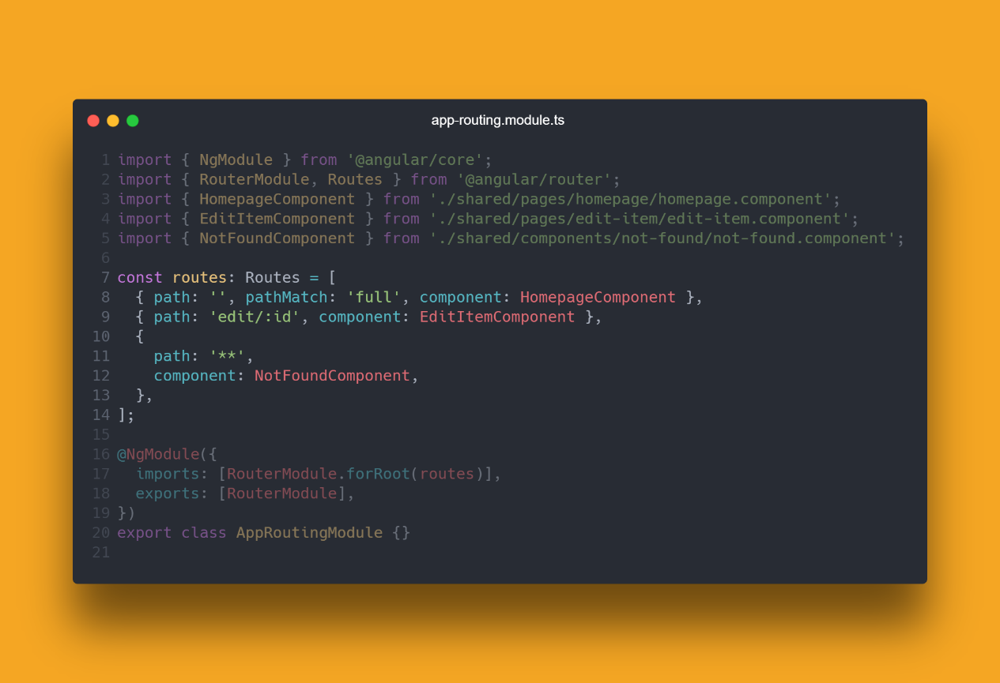 app-routing.module.ts
1 import { NgModule } from '@angular/core';
2 import { RouterModule, Routes } from '@angular/router';
3 import { HomepageComponent } from './shared/pages/homepage/homepage.component';
4 import { EditItemComponent } from './shared/pages/edit-item/edit-item.component';
5 import { NotFoundComponent } from './shared/components/not-found/not-found.component';
6
7 const routes: Routes = [
8   { path: '', pathMatch: 'full', component: HomepageComponent },
9   { path: 'edit/:id', component: EditItemComponent },
10   {
11     path: '**',
12     component: NotFoundComponent,
13   },
14 ];
15
16 @NgModule({
17   imports: [RouterModule.forRoot(routes)],
18   exports: [RouterModule],
19 })
20 export class AppRoutingModule {}
21